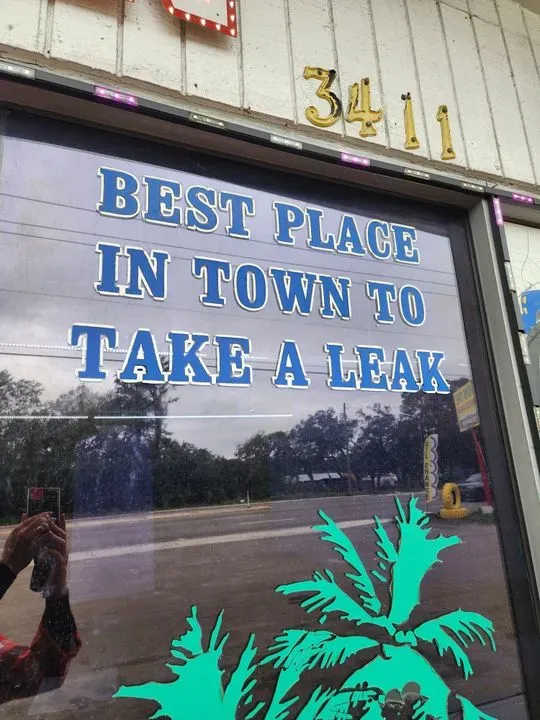 3411
BEST PLACE
IN TOWN TO
TAKE A LEAK